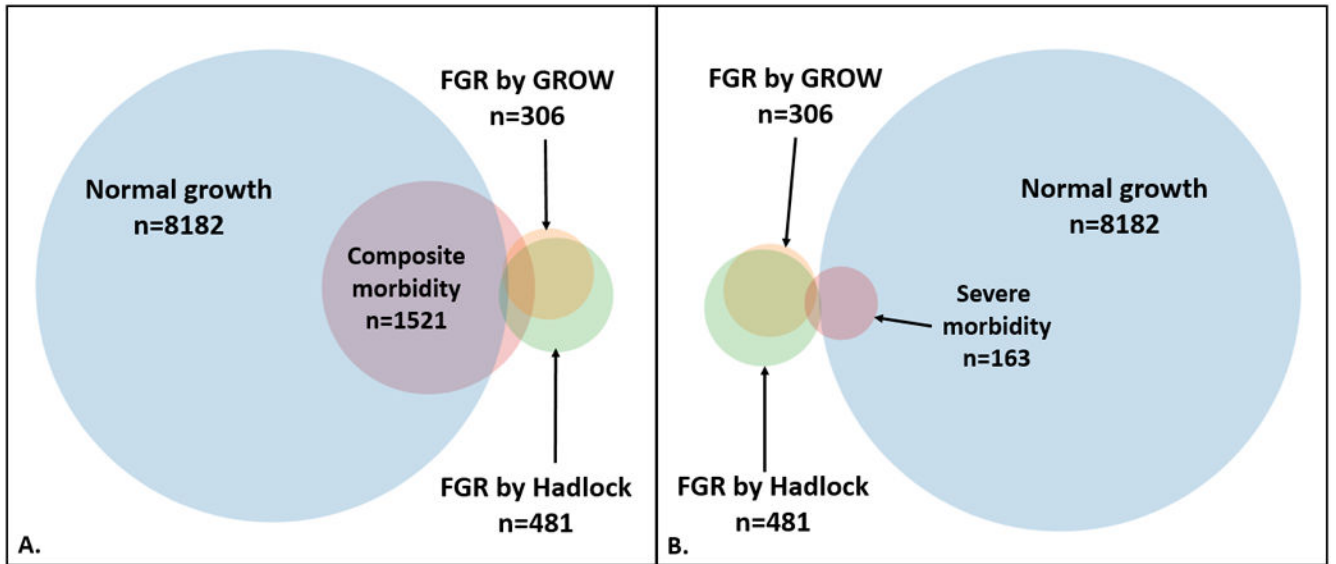 FGR by GROW
n=306
Normal growth
n=8182
Composite
morbidity
n=1521
FGR by Hadlock
n=481
A.
FGR by GROW
n=306
Normal growth
n=8182
Severe
morbidity
n=163
FGR by Hadlock
n=481
B.